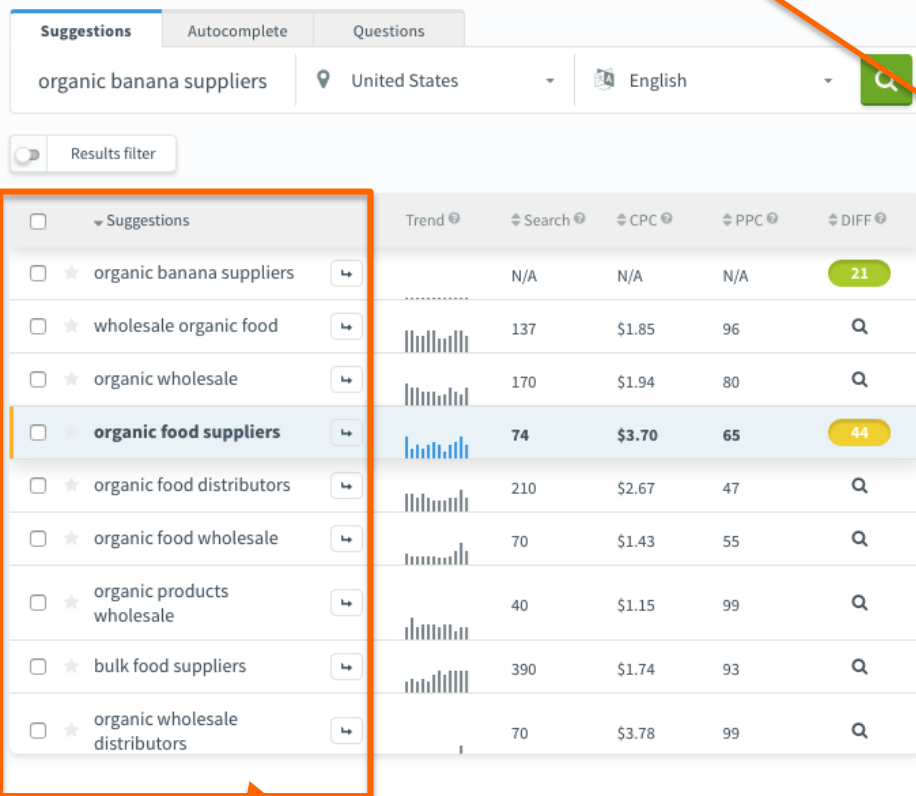 Suggestions Autocomplete Questions
organic banana suppliers United States English
Results filter
Suggestions Trend Search CPC PPC DIFF
organic banana suppliers N/A N/A N/A 21
wholesale organic food 137 $1.85 96
organic wholesale 170 $1.94 80
organic food suppliers 74 $3.70 65 44
organic food distributors 210 $2.67 47
organic food wholesale 70 $1.43 55
organic products
wholesale 40 $1.15 99
bulk food suppliers 390 $1.74 93
organic wholesale
distributors 70 $3.78 99